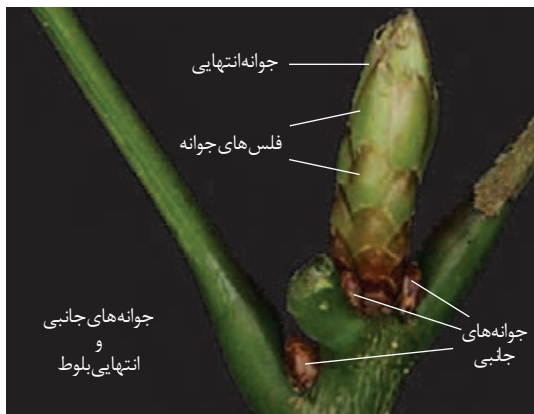 جوانه‌انتهایی
فلس‌های جوانه
جوانه‌های
جانبی
جوانه‌های جانبی
و
انتهایی بلوط